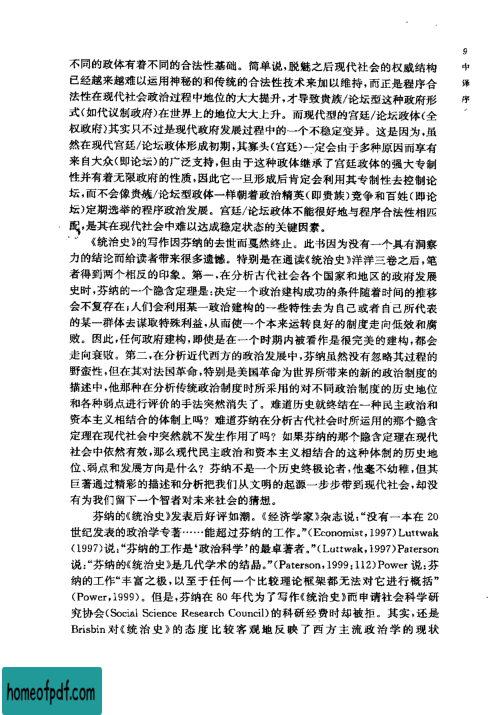 9
中
译
序
不同的政体有着不同的合法性基础。简单说,脱魅之后现代社会的权威结构
已经越来越难以运用神秘的和传统的合法性技术来加以维持,而正是程序合
法性在现代社会政治过程中地位的大大提升,才导致贵族/论坛型这种政府形
式(如代议制政府)在世界上的地位大大上升。而现代型的宫廷/论坛政体(全
权政府)其实只不过是现代政府发展过程中的一个不稳定变异。这是因为,虽
然在现代宫廷/论坛政体形成初期,其寡头(宫廷)一定会由于多种原因而享有
来自大众(即论坛)的广泛支持,但由于这种政体继承了宫廷政体的强大专制
性并有着无限政府的性质,因此它一旦形成后肯定会利用其专制性去控制论
坛,而不会像贵族/论坛型政体一样朝着政治精英(即贵族)竞争和百姓(即论
坛)定期选举的程序政治发展。宫廷/论坛政体不能很好地与程序合法性相匹
配,是其在现代社会中难以达成稳定状态的关键因素。
《统治史》的写作因芬纳的去世而戛然终止。此书因为没有一个具有洞察
力的结论而给读者带来很多遗憾。特别是在通读《统治史》洋洋三卷之后,笔
者得到两个相反的印象。第一,在分析古代社会各个国家和地区的政府发展
史时,芬纳的一个隐含定理是:决定一个政治建构成功的条件随着时间的推移
会不复存在;人们会利用某一政治建构的一些特性去为自己或者自己所代表
的某一群体去谋取特殊利益,从而使一个本来运转良好的制度走向低效和腐
败。因此,任何政府建构,即使是在一个时期内被看作是很完美的建构,都会
走向衰败。第二,在分析近代西方的政治发展中,芬纳虽然没有忽略其过程的
野蛮性,但在其对法国革命,特别是美国革命为世界所带来的新的政治制度的
描述中,他那种在分析传统政治制度时所采用的对不同政治制度的历史地位
和各种弱点进行评价的手法突然消失了。难道历史就终结在一种民主政治和
资本主义相结合的体制上吗?难道芬纳在分析古代社会时所运用的那个隐含
定理在现代社会中突然就不发生作用了吗?如果芬纳的那个隐含定理在现代
社会中依然有效,那么现代民主政治和资本主义相结合的这种体制的历史地
位、弱点和发展方向是什么?芬纳不是一个历史终极论者,他毫不幼稚,但其
巨著通过精彩的描述和分析把我们从文明的起源一步步带到现代社会,却没
有为我们留下一个智者对未来社会的猜想。
芬纳的《统治史》发表后好评如潮。《经济学家》杂志说:“没有一本在 20
世纪发表的政治学专著……能超过芬纳的工作。”(Economist,1997)Luttwak
(1997)说:“芬纳的工作是‘政治科学’的最卓著者。”(Luttwak,1997)Paterson
说:“芬纳的《统治史》是几代学术的结晶。”(Paterson,1999:112)Power 说:芬
纳的工作“丰富之极,以至于任何一个比较理论框架都无法对它进行概括”
(Power,1999)。但是,芬纳在 80 年代为了写作《统治史》而申请社会科学研
究协会(Social Science Research Council)的科研经费时却被拒。其实,还是
Brisbin 对《统治史》的态度比较客观地反映了西方主流政治学的现状
homeofpdf.com